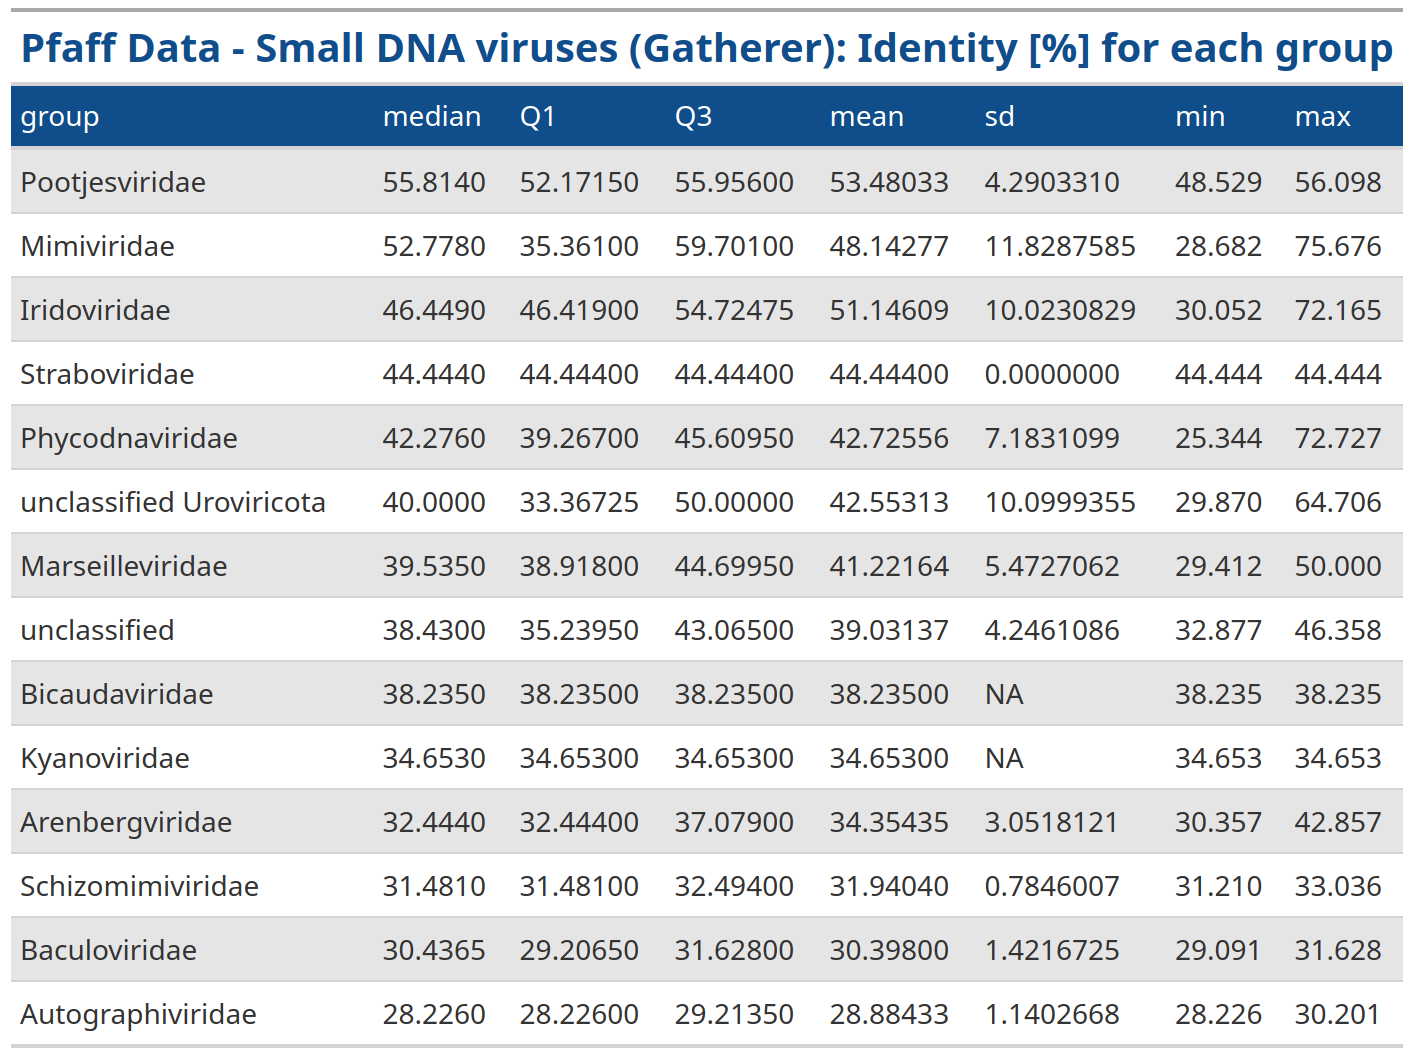 Pfaff Data - Small DNA viruses (Gatherer): Identity [%] for each group
group median Q1 Q3 mean sd min max
Pootjesviridae 55.8140 52.17150 55.95600 53.48033 4.2903310 48.529 56.098
Mimiviridae 52.7780 35.36100 59.70100 48.14277 11.8287585 28.682 75.676
Iridoviridae 46.4490 46.41900 54.72475 51.14609 10.0230829 30.052 72.165
Straboviridae 44.4440 44.44400 44.44400 44.44400 0.0000000 44.444 44.444
Phycodnaviridae 42.2760 39.26700 45.60950 42.72556 7.1831099 25.344 72.727
unclassified Uroviricota 40.0000 33.36725 50.00000 42.55313 10.0999355 29.870 64.706
Marseilleviridae 39.5350 38.91800 44.69950 41.22164 5.4727062 29.412 50.000
unclassified 38.4300 35.23950 43.06500 39.03137 4.2461086 32.877 46.358
Bicaudaviridae 38.2350 38.23500 38.23500 38.23500 NA 38.235 38.235
Kyanoviridae 34.6530 34.65300 34.65300 34.65300 NA 34.653 34.653
Arenbergviridae 32.4440 32.44400 37.07900 34.35435 3.0518121 30.357 42.857
Schizomimiviridae 31.4810 31.48100 32.49400 31.94040 0.7846007 31.210 33.036
Baculoviridae 30.4365 29.20650 31.62800 30.39800 1.4216725 29.091 31.628
Autographiviridae 28.2260 28.22600 29.21350 28.88433 1.1402668 28.226 30.201